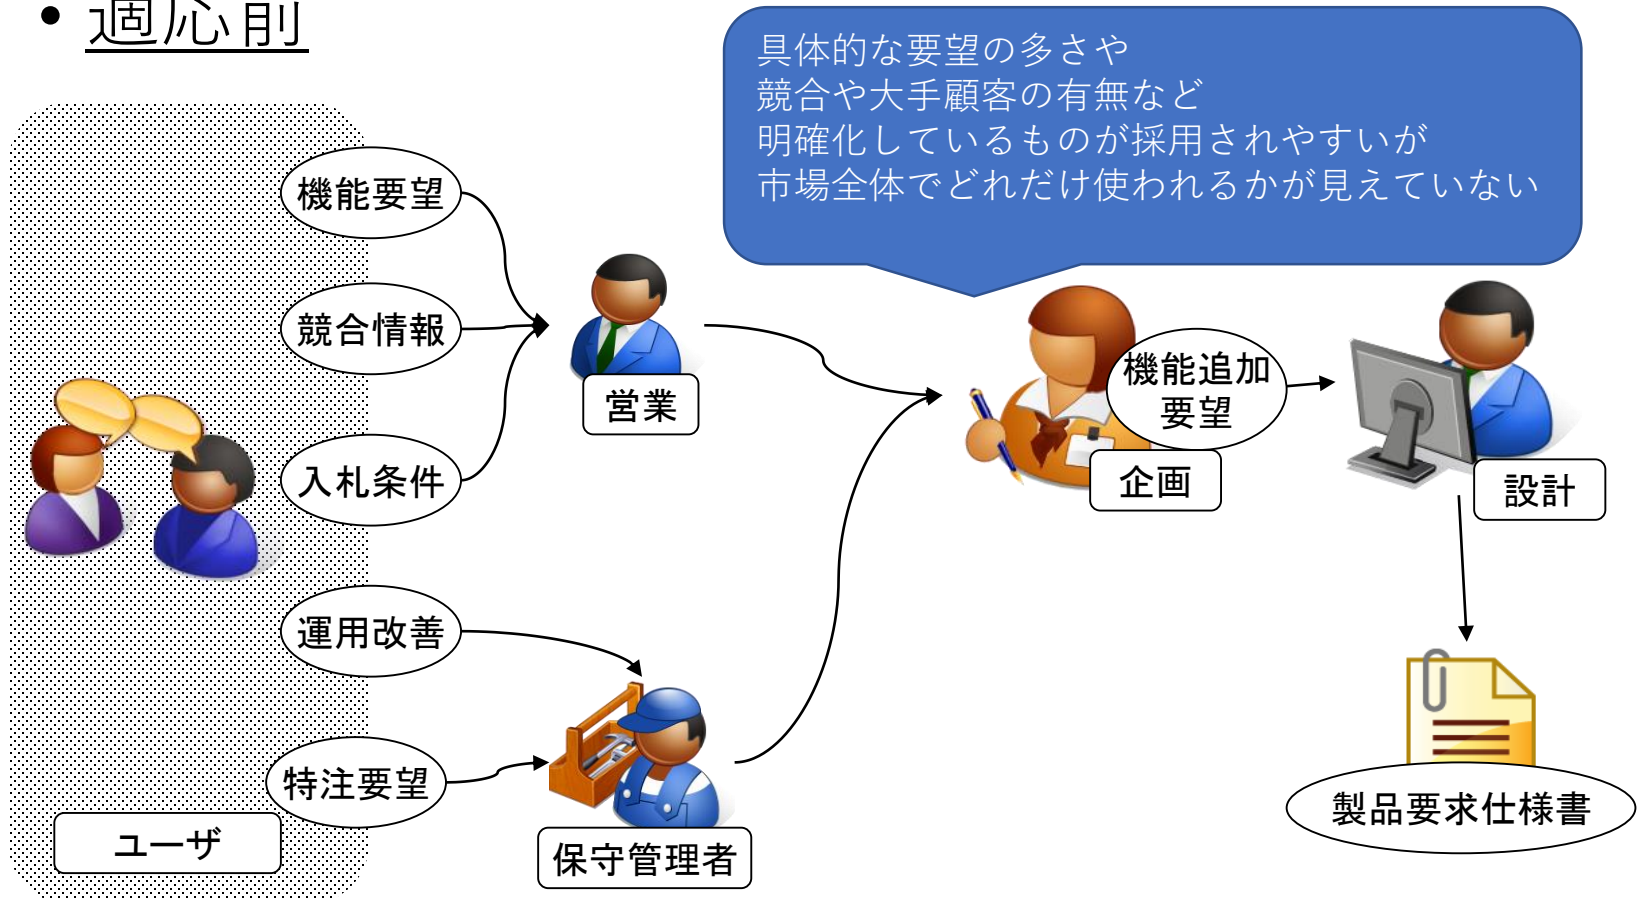 • 適応前
具体的な要望の多さや
競合や大手顧客の有無など
明確化しているものが採用されやすいが
市場全体でどれだけ使われるかが見えていない
機能要望
競合情報
入札条件
運用改善
特注要望
ユーザ
営業
保守管理者
機能追加
要望
企画
設計
製品要求仕様書